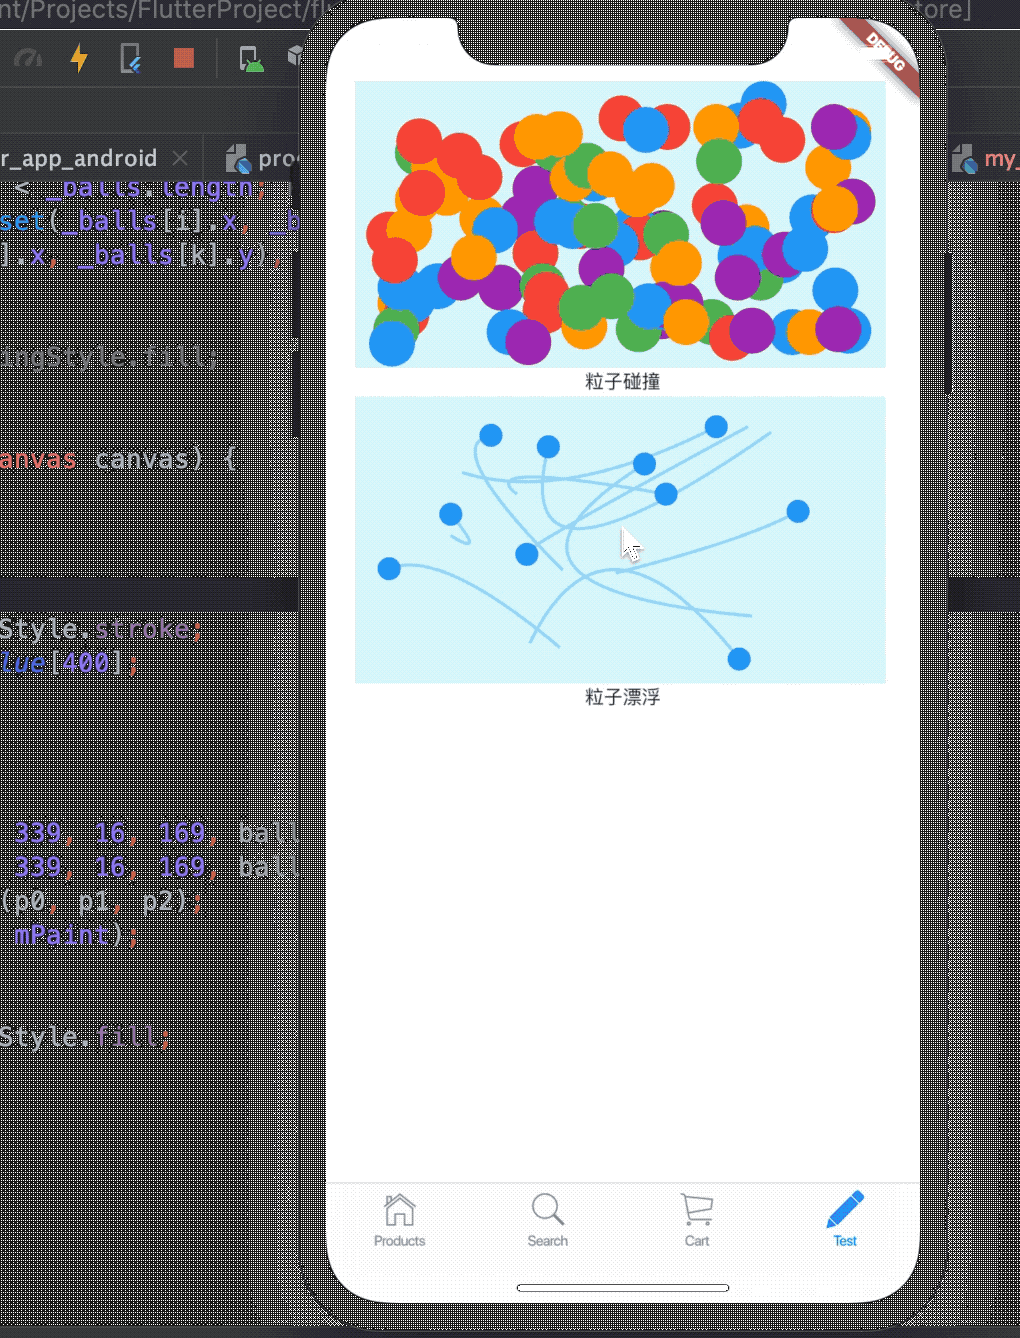 nt/Projects/FlutterProject/fl
tore]
DEBUG
r_app_android
pro
my_
< _balls.length;
set(_balls[i].x, _b
].x, _balls[k].y),
ingStyle.fill;
anvas canvas) {
Style.stroke;
lue[400];
339, 16, 169, ball
339, 16, 169, ball
(p0, p1, p2);
mPaint);
Style.fill;
粒子碰撞
粒子漂浮
Products
Search
Cart
Test